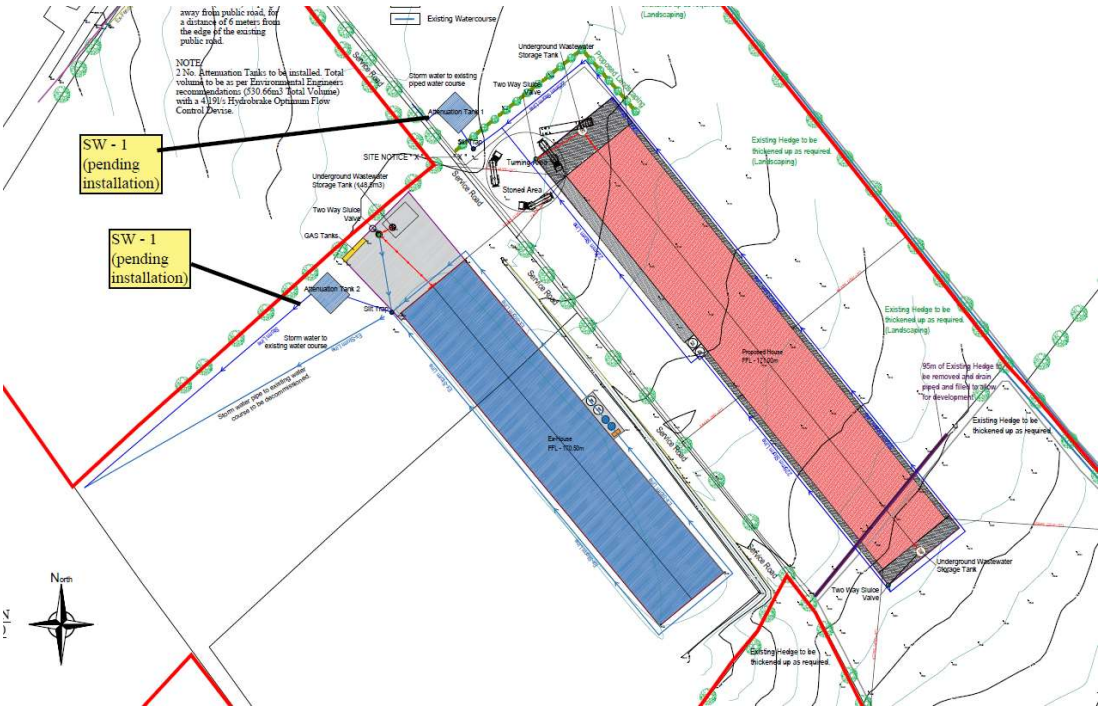 away from public road, for
a distance of 6 meters from
the edge of the existing
public road.
NOTE
2 No. Attenuation Tanks to be installed. Total
volume to be as per Environmental Engineers
recommendations (530.66m3 Total Volume)
with a 4.19l/s Hydrobrake Optimum Flow
Control Devise.
Existing Watercourse
(Landscaping)
Service Road
Storm water to existing
piped water course
Attenuation Tank 1
Silt Trap
SITE NOTICE
Underground Wastewater
Storage Tank
Two Way Sluice
Valve
Proposed Landscaping
Turning Area
Stoned Area
Service Road
SW - 1
(pending
installation)
Underground Wastewater
Two Way Sluice
Valve
GAS Tanks
SW - 1
(pending
installation)
Attenuation Tank 2
Silt Trap
Storm water to
existing water course
Storm water pipe to existing water
course to be decommissioned.
Existing Hedge to be
thickened up as required
(Landscaping)
Existing Hedge to be
thickened up as required.
(Landscaping)
Service Road
Proposed House
95m of Existing Hedge to
be removed and drain
piped and filled to allow
for development
Existing Hedge to be
thickened up as required
Ex-House
Service Road
Service Road
Underground Wastewater
Storage Tank
Two Way Sluice
Valve
Existing Hedge to be
thickened up as required.
North
N